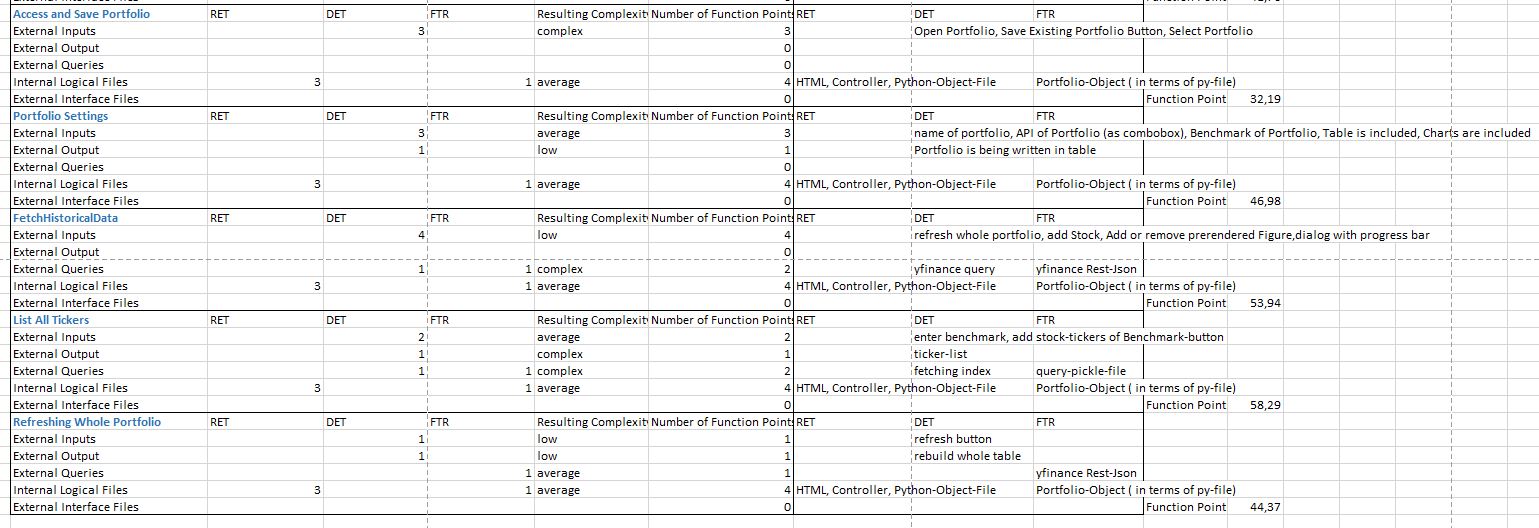 Access and Save Portfolio RET DET FTR Resulting Complexit Number of Function Points RET DET FTR
External Inputs 3 complex 3 Open Portfolio, Save Existing Portfolio Button, Select Portfolio
External Output 0
External Queries 0
Internal Logical Files 3 1 average 4 HTML, Controller, Python-Object-File Portfolio-Object ( in terms of py-file)
External Interface Files 0 Function Point 32,19
Portfolio Settings RET DET FTR Resulting Complexit Number of Function Points RET DET FTR
External Inputs 3 average 3 name of portfolio, API of Portfolio (as combobox), Benchmark of Portfolio, Table is included, Charts are included
External Output 1 low 1 Portfolio is being written in table
External Queries 0
Internal Logical Files 3 1 average 4 HTML, Controller, Python-Object-File Portfolio-Object ( in terms of py-file)
External Interface Files 0 Function Point 46,98
FetchHistoricalData RET DET FTR Resulting Complexit Number of Function Points RET DET FTR
External Inputs 4 low 4 refresh whole portfolio, add Stock, Add or remove prerendered Figure,dialog with progress bar
External Output 0
External Queries 1 1 complex 2 yfinance query yfinance Rest-Json
Internal Logical Files 3 1 average 4 HTML, Controller, Python-Object-File Portfolio-Object ( in terms of py-file)
External Interface Files 0 Function Point 53,94
List All Tickers RET DET FTR Resulting Complexit Number of Function Points RET DET FTR
External Inputs 2 average 2 enter benchmark, add stock-tickers of Benchmark-button
External Output 1 complex 1 ticker-list
External Queries 1 1 complex 2 fetching index query-pickle-file
Internal Logical Files 3 1 average 4 HTML, Controller, Python-Object-File Portfolio-Object ( in terms of py-file)
External Interface Files 0 Function Point 58,29
Refreshing Whole Portfolio RET DET FTR Resulting Complexit Number of Function Points RET DET FTR
External Inputs 1 low 1 refresh button
External Output 1 low 1 rebuild whole table
External Queries 1 average 1 yfinance Rest-Json
Internal Logical Files 3 1 average 4 HTML, Controller, Python-Object-File Portfolio-Object ( in terms of py-file)
External Interface Files 0 Function Point 44,37